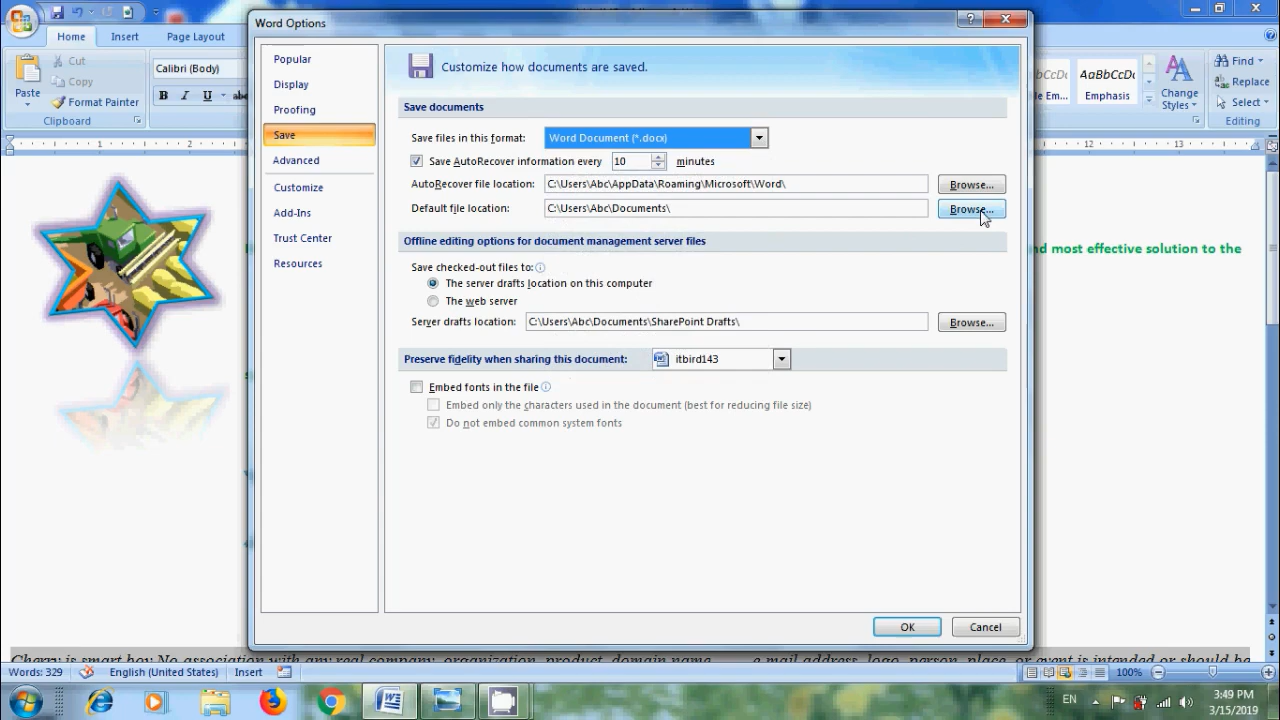 Word Options
Home Insert Page Layout
Cut
Copy
Paste
Format Painter
Clipboard
Calibri (Body)
B I U abc
AaBbCcDc
Emphasis
Change Styles
Find
Replace
Select
Editing
Popular
Display
Proofing
Save
Advanced
Customize
Add-Ins
Trust Center
Resources
Customize how documents are saved.
Save documents
Save files in this format: Word Document (*.docx)
Save AutoRecover information every 10 minutes
AutoRecover file location: C:\Users\Abc\AppData\Roaming\Microsoft\Word\ Browse...
Default file location: C:\Users\Abc\Documents\ Browse...
Offline editing options for document management server files
Save checked-out files to:
The server drafts location on this computer
The web server
Server drafts location: C:\Users\Abc\Documents\SharePoint Drafts\ Browse...
Preserve fidelity when sharing this document: itbird143
Embed fonts in the file
Embed only the characters used in the document (best for reducing file size)
Do not embed common system fonts
OK Cancel
1 2 12 13
most effective solution to the
Words: 329 English (United States) Insert 100%
EN 3:49 PM
3/15/2019